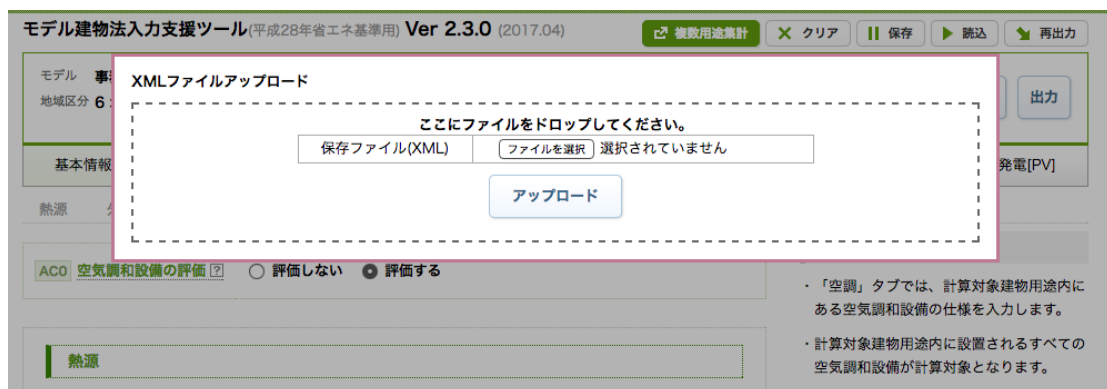 モデル建物法入力支援ツール(平成28年省エネ基準用) Ver 2.3.0 (2017.04)
複数用途集計 クリア 保存 読込 再出力
モデル
地域区分 6
出力
XMLファイルアップロード
ここにファイルをドロップしてください。
保存ファイル(XML) ファイルを選択 選択されていません
アップロード
基本情報
発電[PV]
熱源
AC0 空気調和設備の評価 ? 評価しない 評価する
熱源
・「空調」タブでは、計算対象建物用途内に
ある空気調和設備の仕様を入力します。
・計算対象建物用途内に設置されるすべての
空気調和設備が計算対象となります。